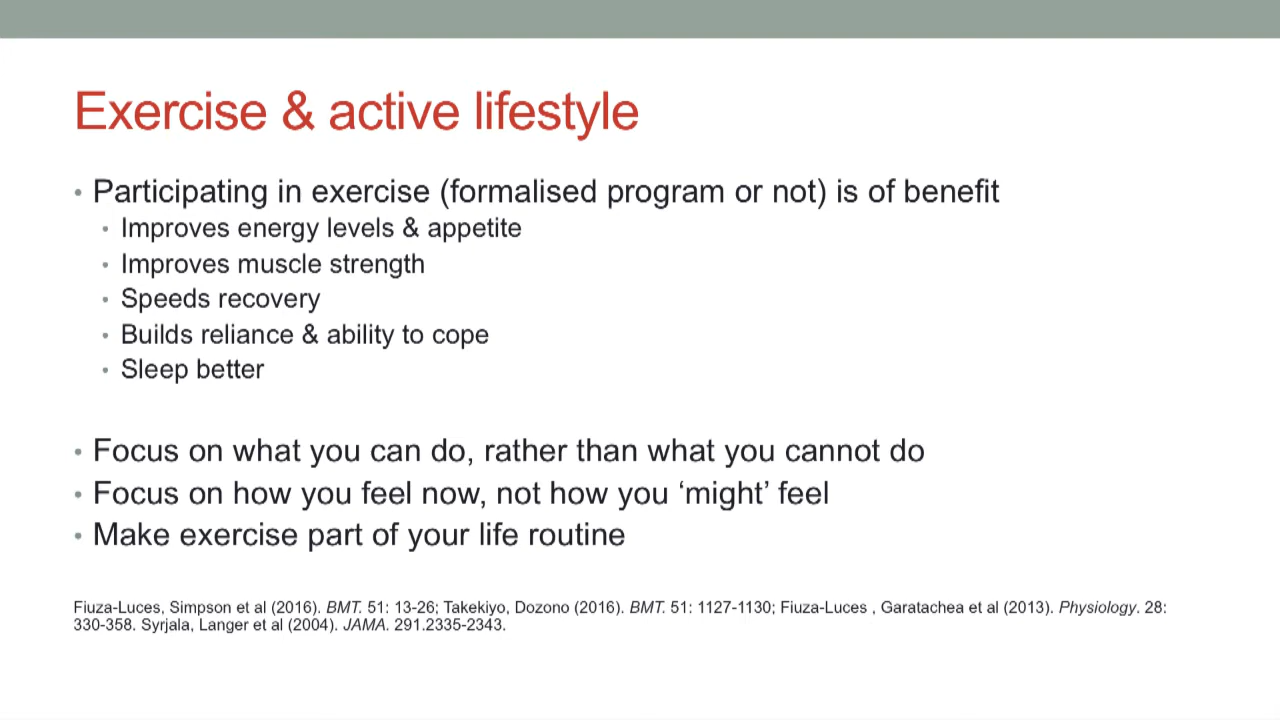 Exercise & active lifestyle
• Participating in exercise (formalised program or not) is of benefit
• Improves energy levels & appetite
• Improves muscle strength
• Speeds recovery
• Builds reliance & ability to cope
• Sleep better
• Focus on what you can do, rather than what you cannot do
• Focus on how you feel now, not how you ‘might’ feel
• Make exercise part of your life routine
Fiuza-Luces, Simpson et al (2016). BMT. 51: 13-26; Takekiyo, Dozono (2016). BMT. 51: 1127-1130; Fiuza-Luces , Garatachea et al (2013). Physiology. 28:
330-358. Syrjala, Langer et al (2004). JAMA. 291.2335-2343.